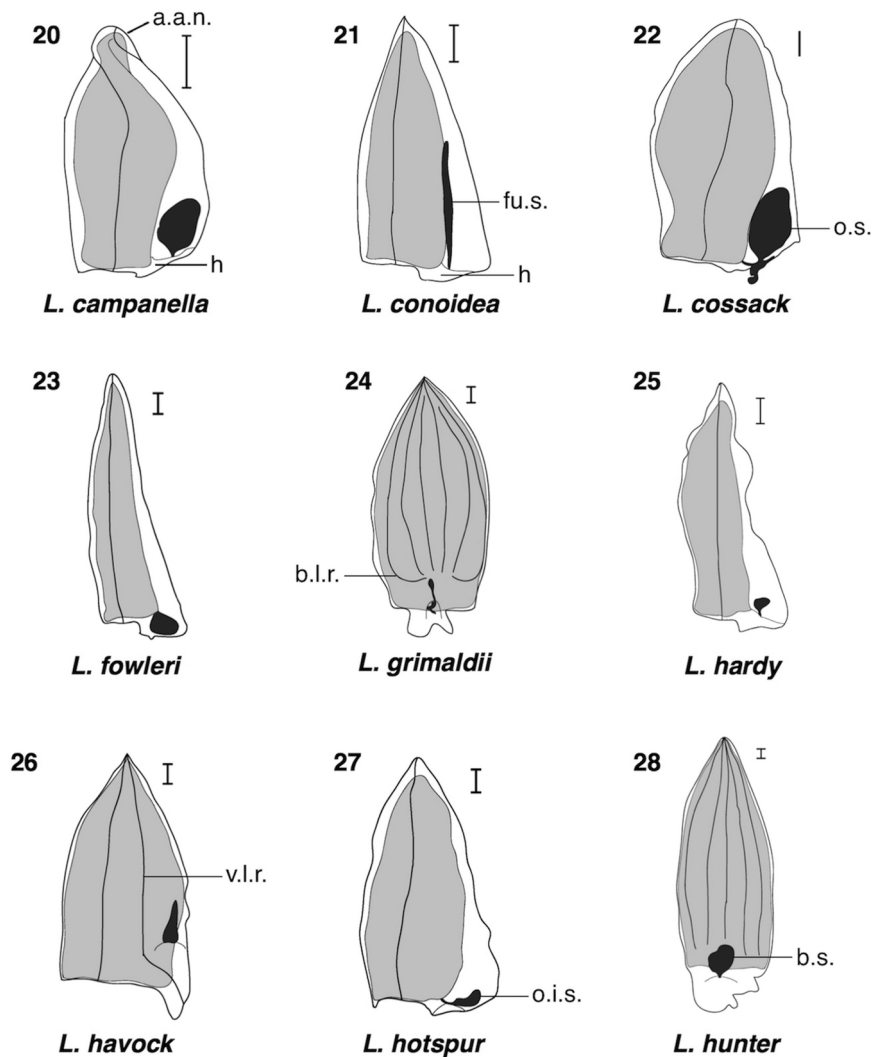 20
a.a.n.
h
L. campanella
21
fu.s.
h
L. conoidea
22
o.s.
L. cossack
23
L. fowleri
24
b.l.r.
L. grimaldii
25
L. hardy
26
v.l.r.
L. havock
27
o.i.s.
L. hotspur
28
b.s.
L. hunter